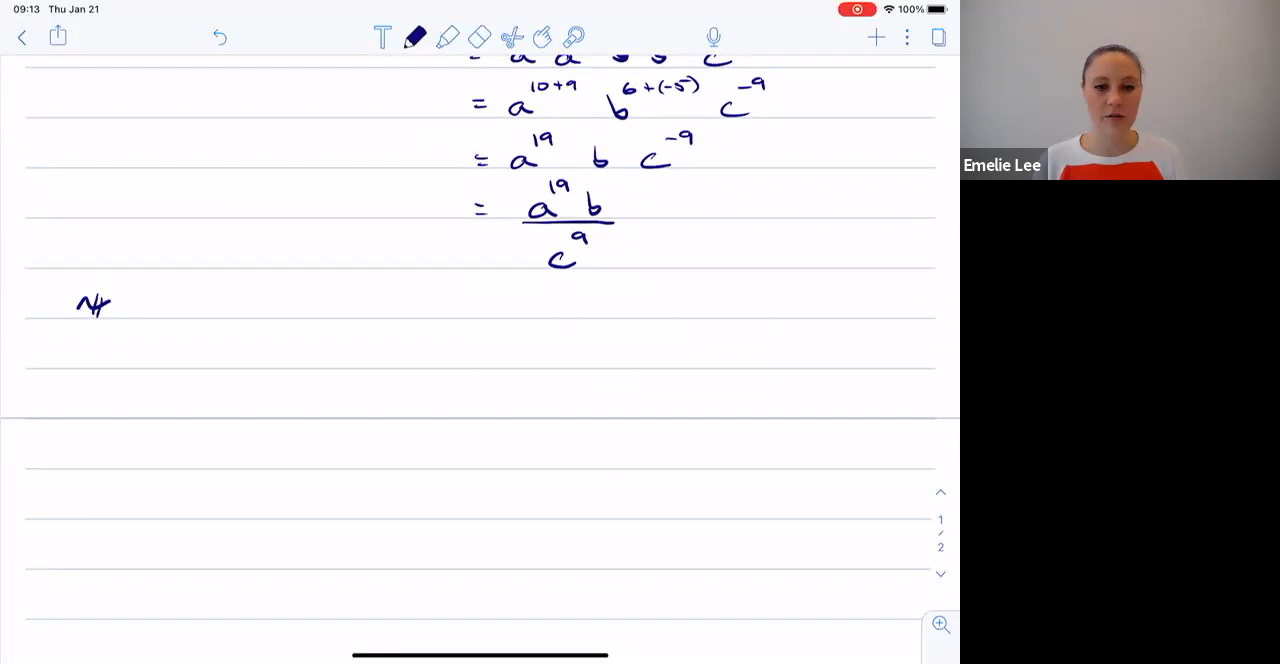 09:13 Thu Jan 21
100%
= a^{10+9} b^{6+(-5)} c^{-9}
= a^{19} b c^{-9}
= \frac{a^{19} b}{c^{9}}
Emelie Lee
1
/
2